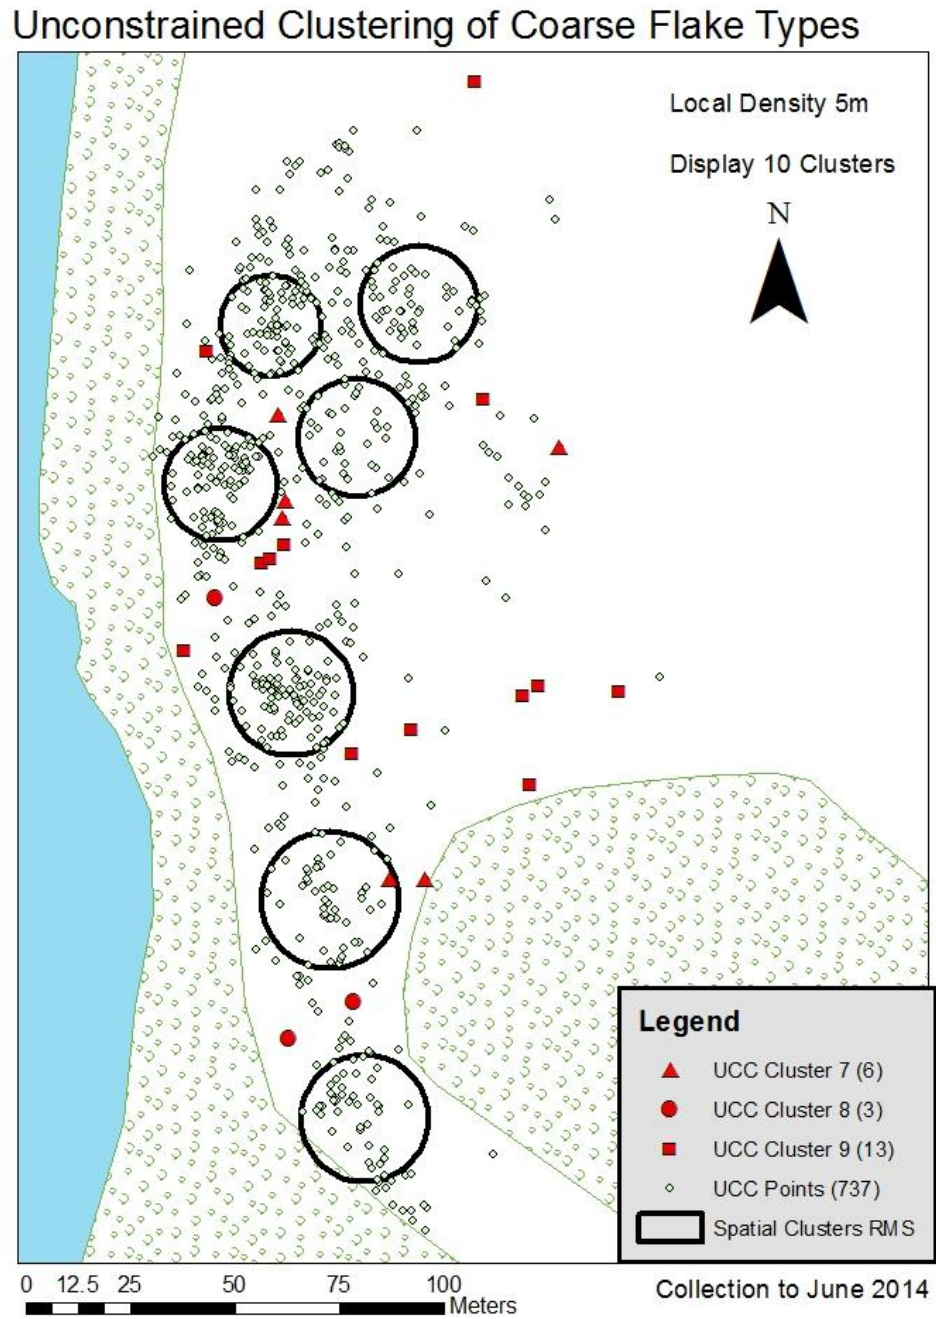 Unconstrained Clustering of Coarse Flake Types
Local Density 5m
Display 10 Clusters
N
Legend
UCC Cluster 7 (6)
UCC Cluster 8 (3)
UCC Cluster 9 (13)
UCC Points (737)
Spatial Clusters RMS
0 12.5 25 50 75 100
Meters
Collection to June 2014